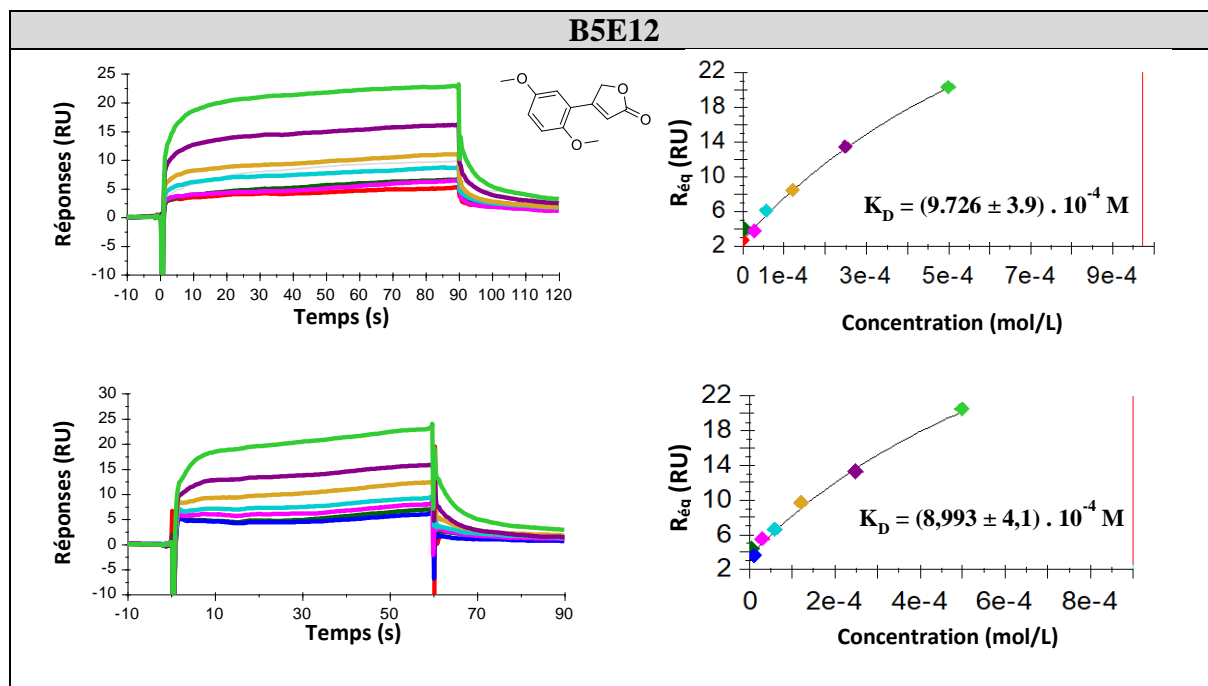 B5E12
25
20
15
10
5
0
-5
-10
Réponses (RU)
-10 0 10 20 30 40 50 60 70 80 90 100 110 120
Temps (s)
O
O
O
O
22
18
14
10
6
2
Réq (RU)
KD = (9.726 ± 3.9) . 10-4 M
0 1e-4 3e-4 5e-4 7e-4 9e-4
Concentration (mol/L)
30
25
20
15
10
5
0
-5
-10
Réponses (RU)
-10 0 10 20 30 40 50 60 70 90
Temps (s)
22
18
14
10
6
2
Réq (RU)
KD = (8,993 ± 4,1) . 10-4 M
0 2e-4 4e-4 6e-4 8e-4
Concentration (mol/L)